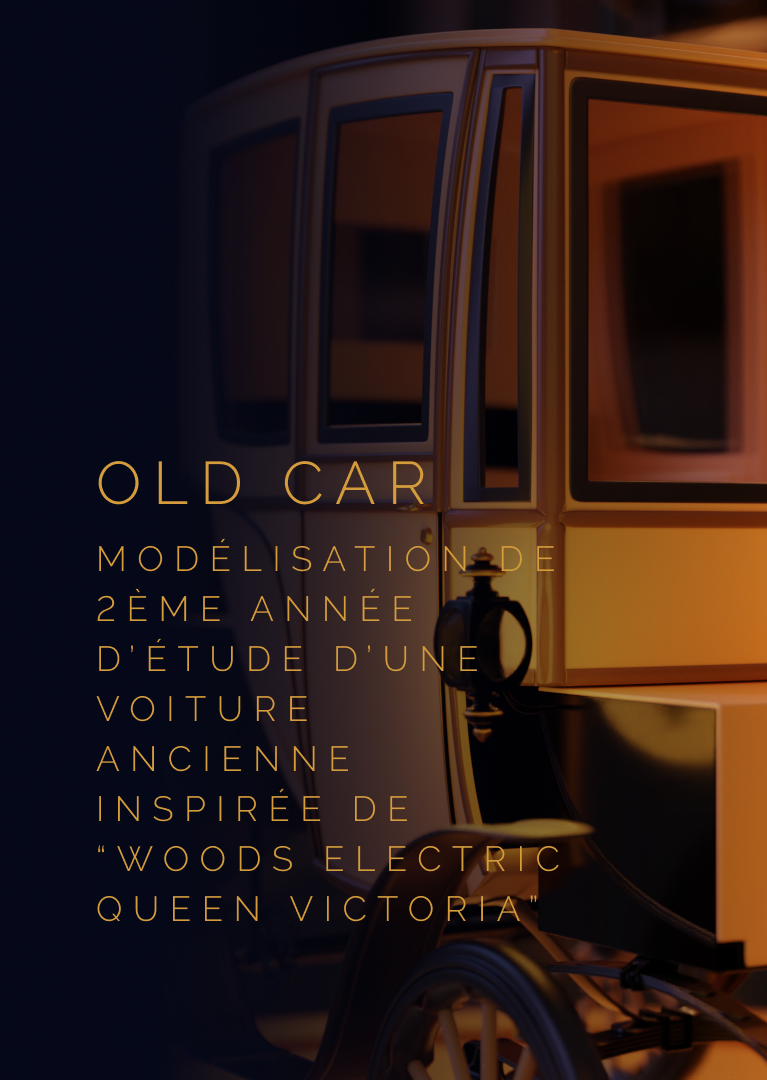 OLD CAR
MODÉLISATION DE
2ÈME ANNÉE
D’ÉTUDE D’UNE
VOITURE
ANCIENNE
INSPIRÉE DE
“WOODS ELECTRIC
QUEEN VICTORIA”